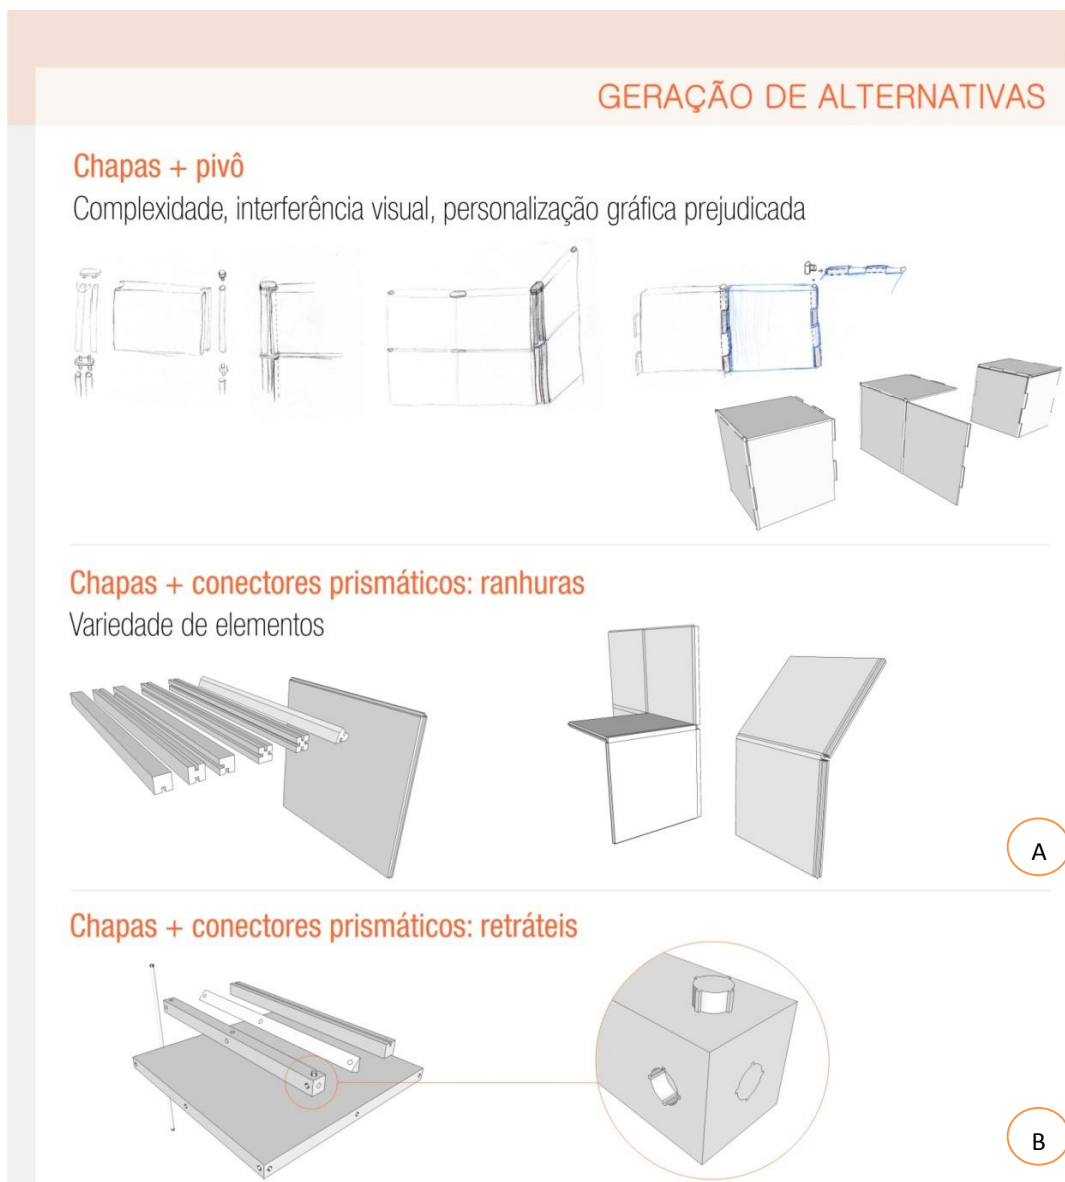 GERAÇÃO DE ALTERNATIVAS
Chapas + pivô
Complexidade, interferência visual, personalização gráfica prejudicada
Chapas + conectores prismáticos: ranhuras
Variedade de elementos
A
Chapas + conectores prismáticos: retráteis
B